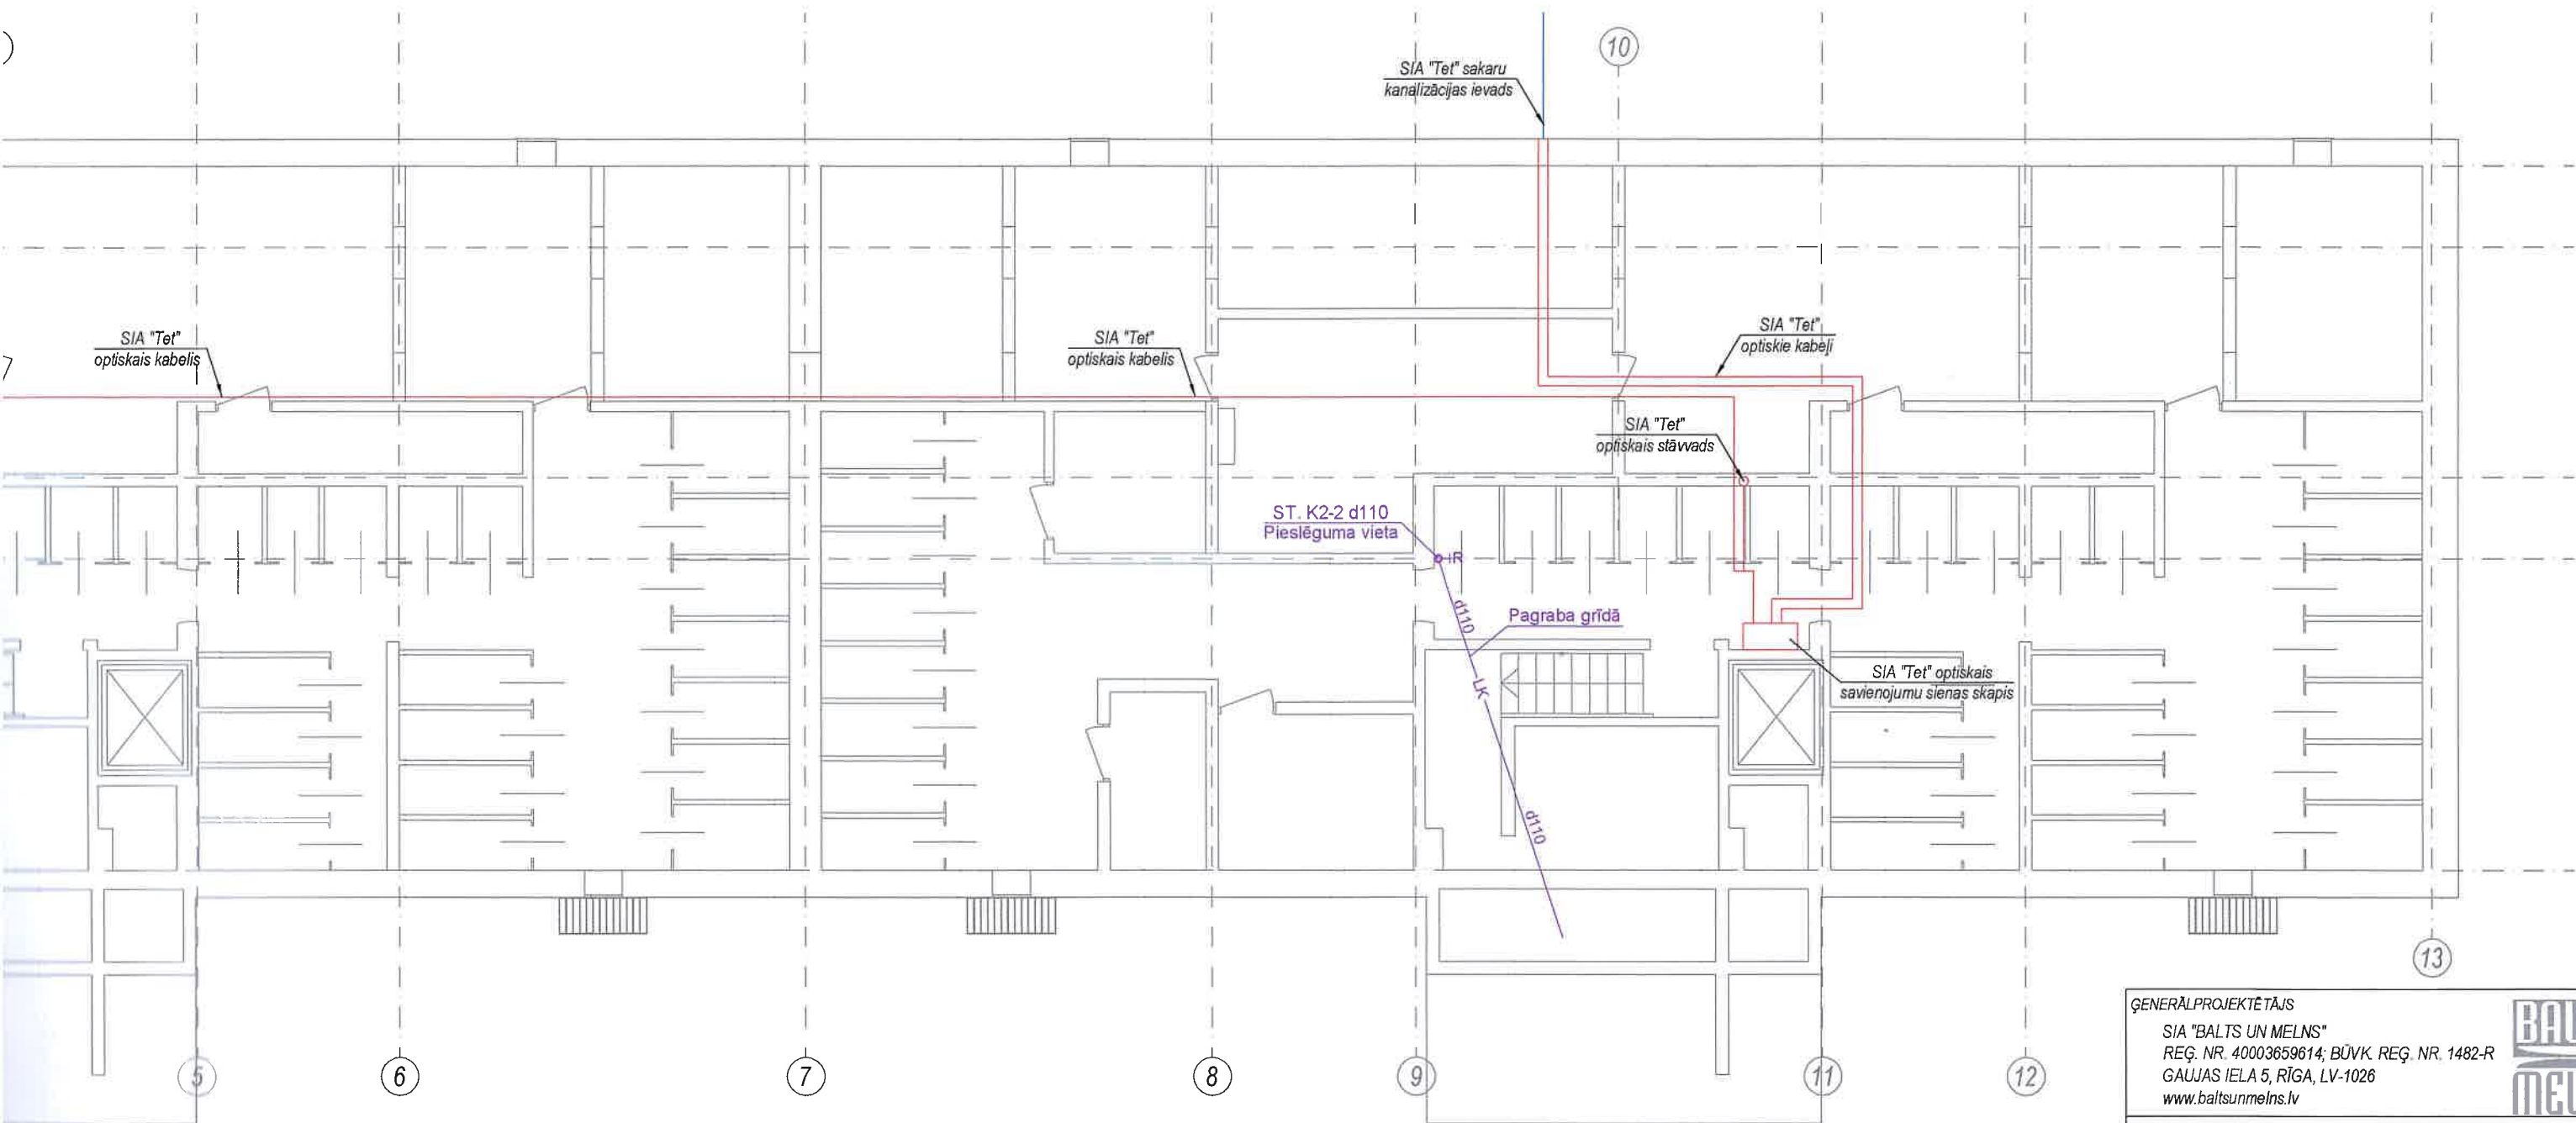 10
SIA "Tet" sakaru
kanalizācijas ievads
SIA "Tet"
optiskais kabelis
SIA "Tet"
optiskais kabelis
SIA "Tet"
optiskie kabeļi
SIA "Tet"
optiskais stāvvads
ST. K2-2 d110
Pieslēguma vieta
R
d110
Pagraba grīdā
LK
d110
SIA "Tet" optiskais
savienojumu sienas skapis
13
5
6
7
8
9
11
12
ĢENERĀLPROJEKTĒTĀJS
SIA "BALTS UN MELNS"
REĢ. NR. 40003659614; BŪVK. REĢ. NR. 1482-R
GAUJAS IELA 5, RĪGA, LV-1026
www.baltsunmelns.lv